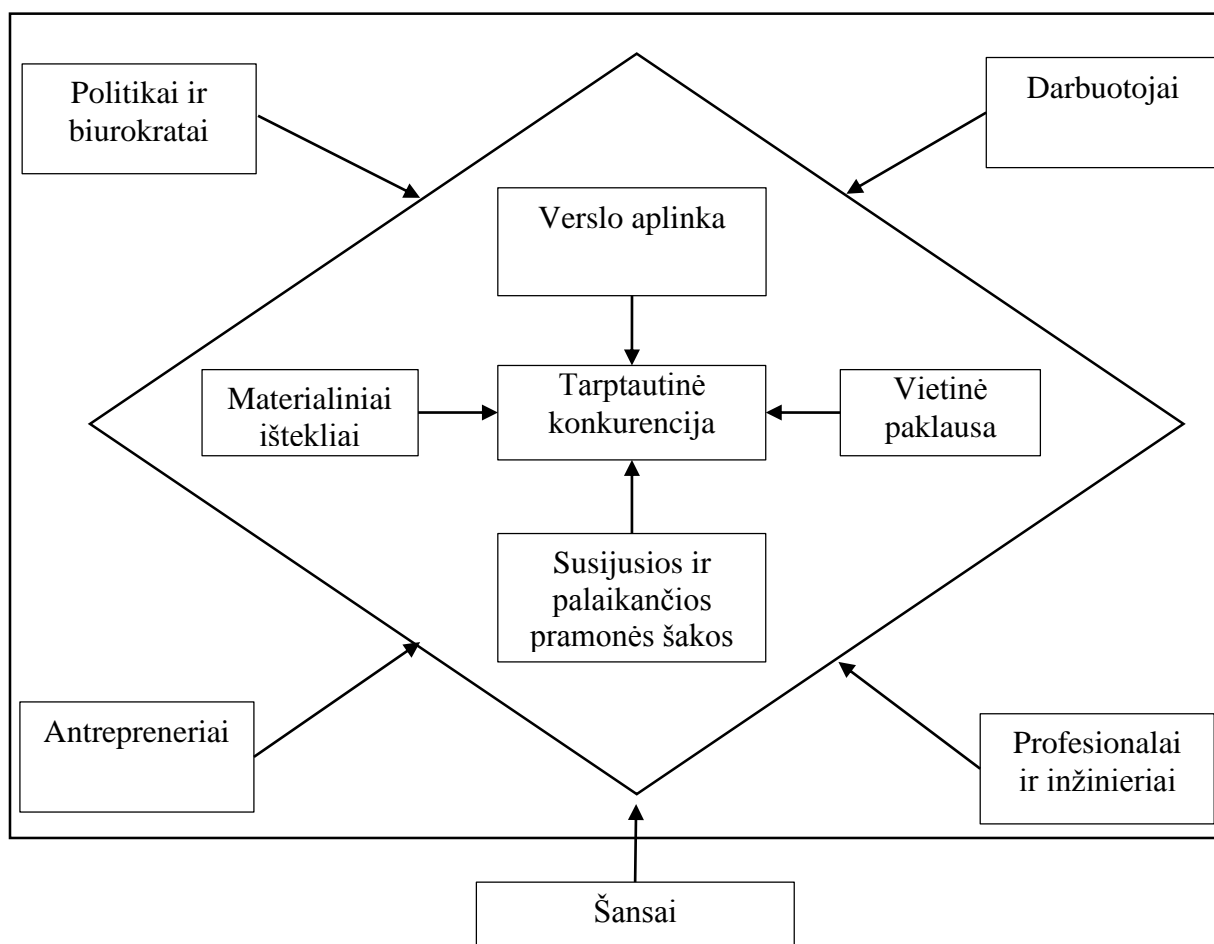 Politikai ir
biurokratai
Darbuotojai
Verslo aplinka
Materialiniai
ištekliai
Tarptautinė
konkurencija
Vietinė
paklausa
Susijusios ir
palaikančios
pramonės šakos
Antrepreneriai
Profesionalai
ir inžinieriai
Šansai